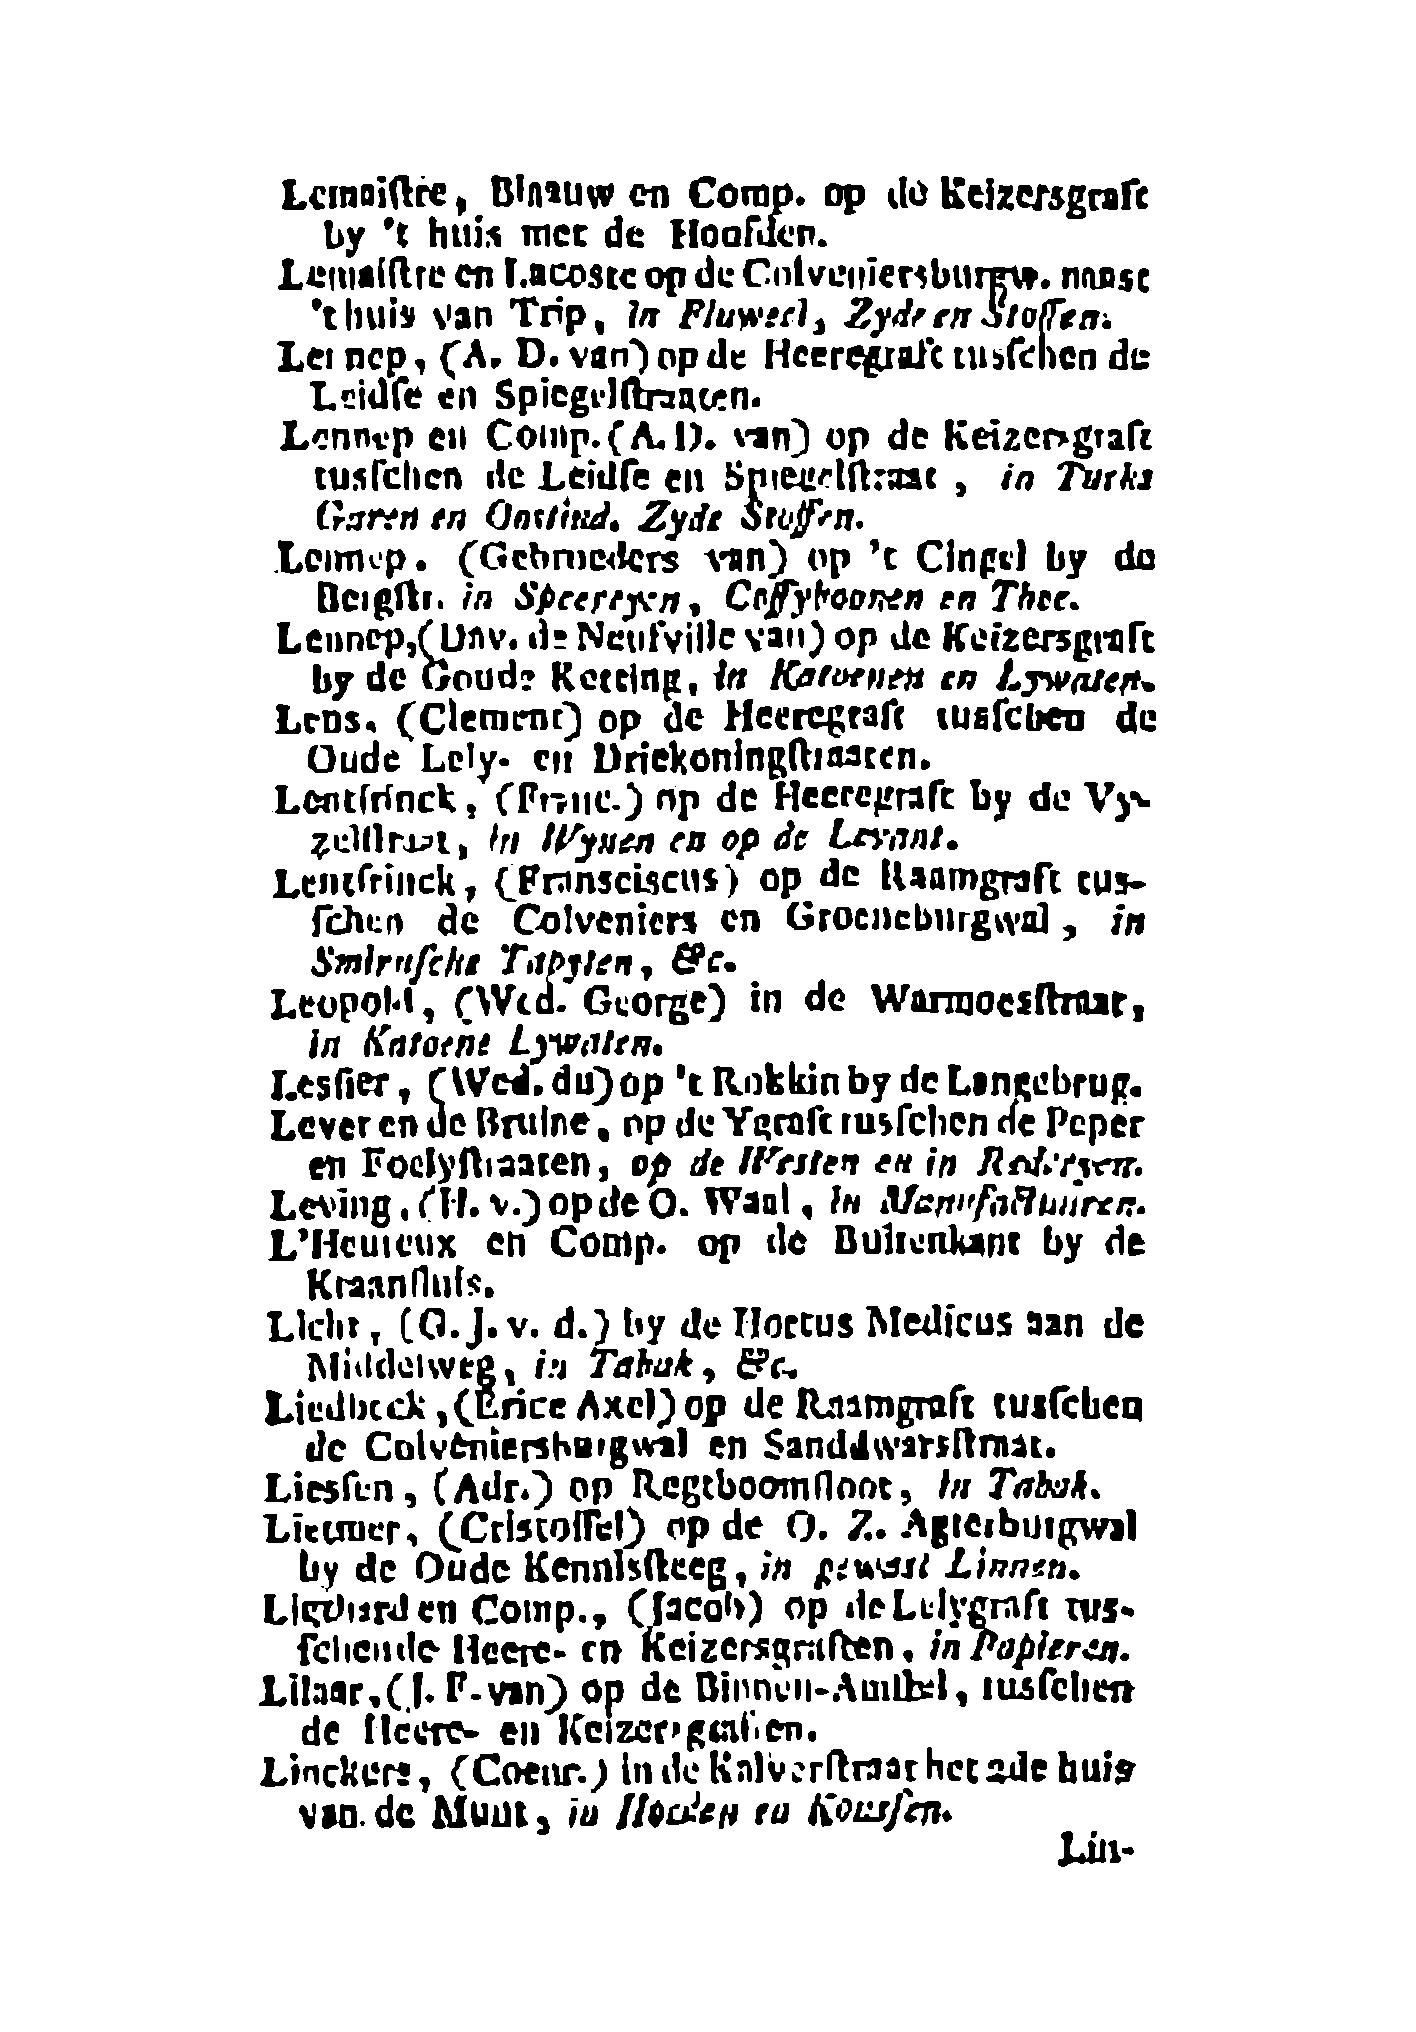 Lemaiſtre, Blaauw en Comp. op de Keizersgraft
by 't huis met de Hoofden.
Lemaiſtre en Lacoste op de Colveniersburgw. naast
't huis van Trip, in Fluweel, Zyde en Stoffen.
Lennep, (A. D. van) op de Heeregraft tusſchen de
Leidſe en Spiegelſtraaten.
Lennep en Comp. (A. D. van) op de Keizersgraft
tusſchen de Leidſe en Spiegelſtraat, in Turks
Garen en Oostind. Zyde Stoffen.
Lennep. (Gebroeders van) op 't Cingel by de
Bergſtr. in Speceryen, Coffyboonen en Thee.
Lennep, (Dav. de Neufville van) op de Keizersgraft
by de Goude Ketting, in Katoenen en Lywaten.
Lens. (Clement) op de Heeregraft tusſchen de
Oude Lely- en Driekoningſtraaten.
Lentfrinck, (Franc.) op de Heeregraft by de Vy-
zelſtraat, in Wynen en op de Levant.
Lentfrinck, (Fransciscus) op de Raamgraft tus-
ſchen de Colveniers en Groeneburgwal, in
Smirnſche Tapyten, &c.
Leopold, (Wed. George) in de Warmoesſtraat,
in Katoene Lywaten.
Lesſier, (Wed. du) op 't Rokkin by de Langebrug.
Lever en de Bruine, op de Ygraft tusſchen de Peper
en Foelyſtraaten, op de Westen en in Rederyen.
Leving, (H. v.) op de O. Waal, in Manufactuuren.
L'Heureux en Comp. op de Buitenkant by de
Kraanſluis.
Licht, (G. J. v. d.) by de Hortus Medicus aan de
Middelweg, in Tabak, &c.
Liedbeck, (Erice Axel) op de Raamgraft tusſchen
de Colveniersburgwal en Sanddwarsſtraat.
Liesſen, (Adr.) op Regtboomſloot, in Tabak.
Lietmer, (Cristoffel) op de O. Z. Agterburgwal
by de Oude Kennisſteeg, in gewast Linnen.
Ligthard en Comp., (Jacob) op de Lelygraft tus-
ſchen de Heere- en Keizersgraften, in Papieren.
Lilaar, (J. F. van) op de Binnen-Amſtel, tusſchen
de Heere- en Keizersgraften.
Linckers, (Coenr.) in de Kalverſtraat het 2de huis
van de Munt, in Hoeden en Kousſen.
Lin-